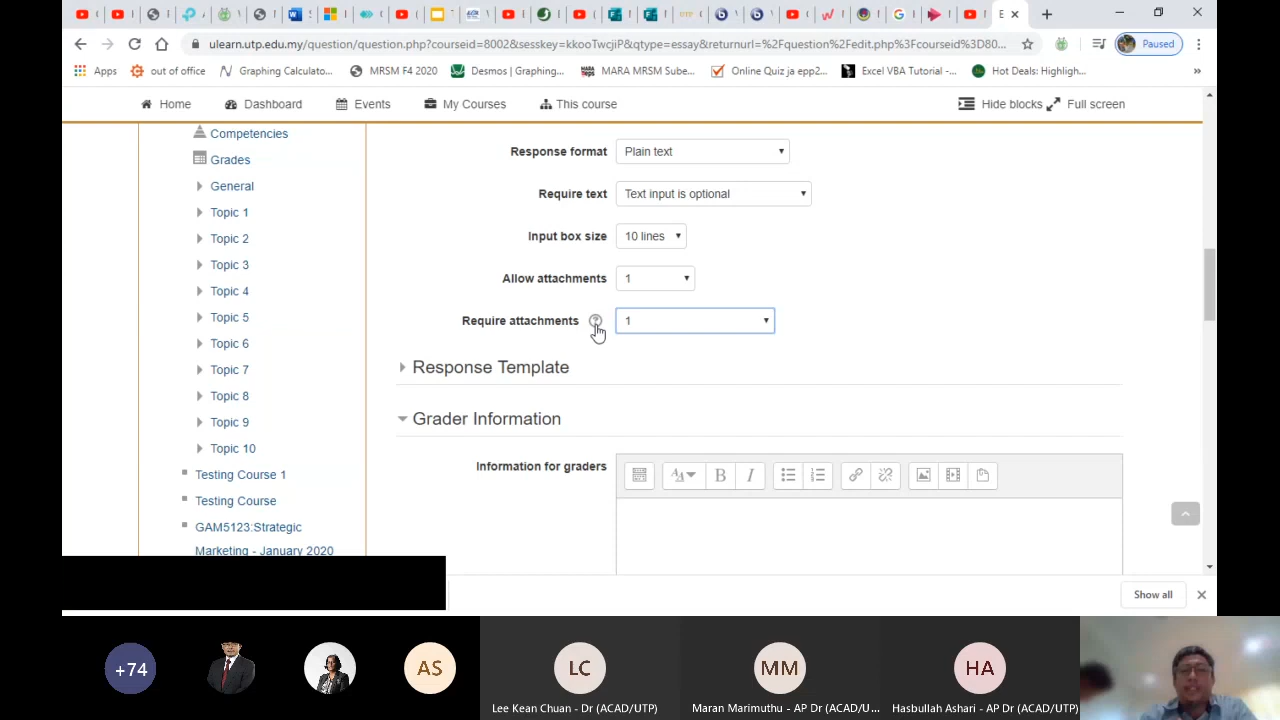 ulearn.utp.edu.my/question/question.php?courseid=8002&sesskey=kkooTwcjiP&qtype=essay&returnurl=%2Fquestion%2Fedit.php%3Fcourseid%3D80...
Paused
Apps
out of office
Graphing Calculato...
MRSM F4 2020
Desmos | Graphing...
MARA MRSM Sube...
Online Quiz ja epp2...
Excel VBA Tutorial -...
Hot Deals: Highligh...
»
Home
Dashboard
Events
My Courses
This course
Hide blocks
Full screen
Competencies
Grades
General
Topic 1
Topic 2
Topic 3
Topic 4
Topic 5
Topic 6
Topic 7
Topic 8
Topic 9
Topic 10
Testing Course 1
Testing Course
GAM5123:Strategic
Marketing - January 2020
Response format
Plain text
Require text
Text input is optional
Input box size
10 lines
Allow attachments
1
Require attachments
1
Response Template
Grader Information
Information for graders
B
I
Show all
+74
AS
LC
MM
HA
Lee Kean Chuan - Dr (ACAD/UTP)
Maran Marimuthu - AP Dr (ACAD/U...
Hasbullah Ashari - AP Dr (ACAD/UTP)